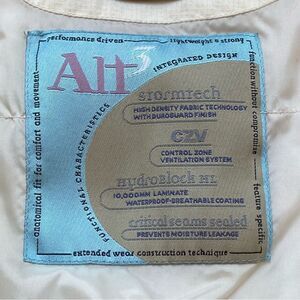 performance driven
lightweight & strong
Alt3
INTEGRATED DESIGN
function without compromise
anatomical fit for comfort and movement
FUNCTIONAL CHARACTERISTICS
stormtech
HIGH DENSITY FABRIC TECHNOLOGY
WITH DUROGUARD FINISH
CZV
CONTROL ZONE
VENTILATION SYSTEM
HydroBlock HL
10,000MM LAMINATE
WATERPROOF-BREATHABLE COATING
critical seams sealed
PREVENTS MOISTURE LEAKAGE
feature specific
extended wear construction technique